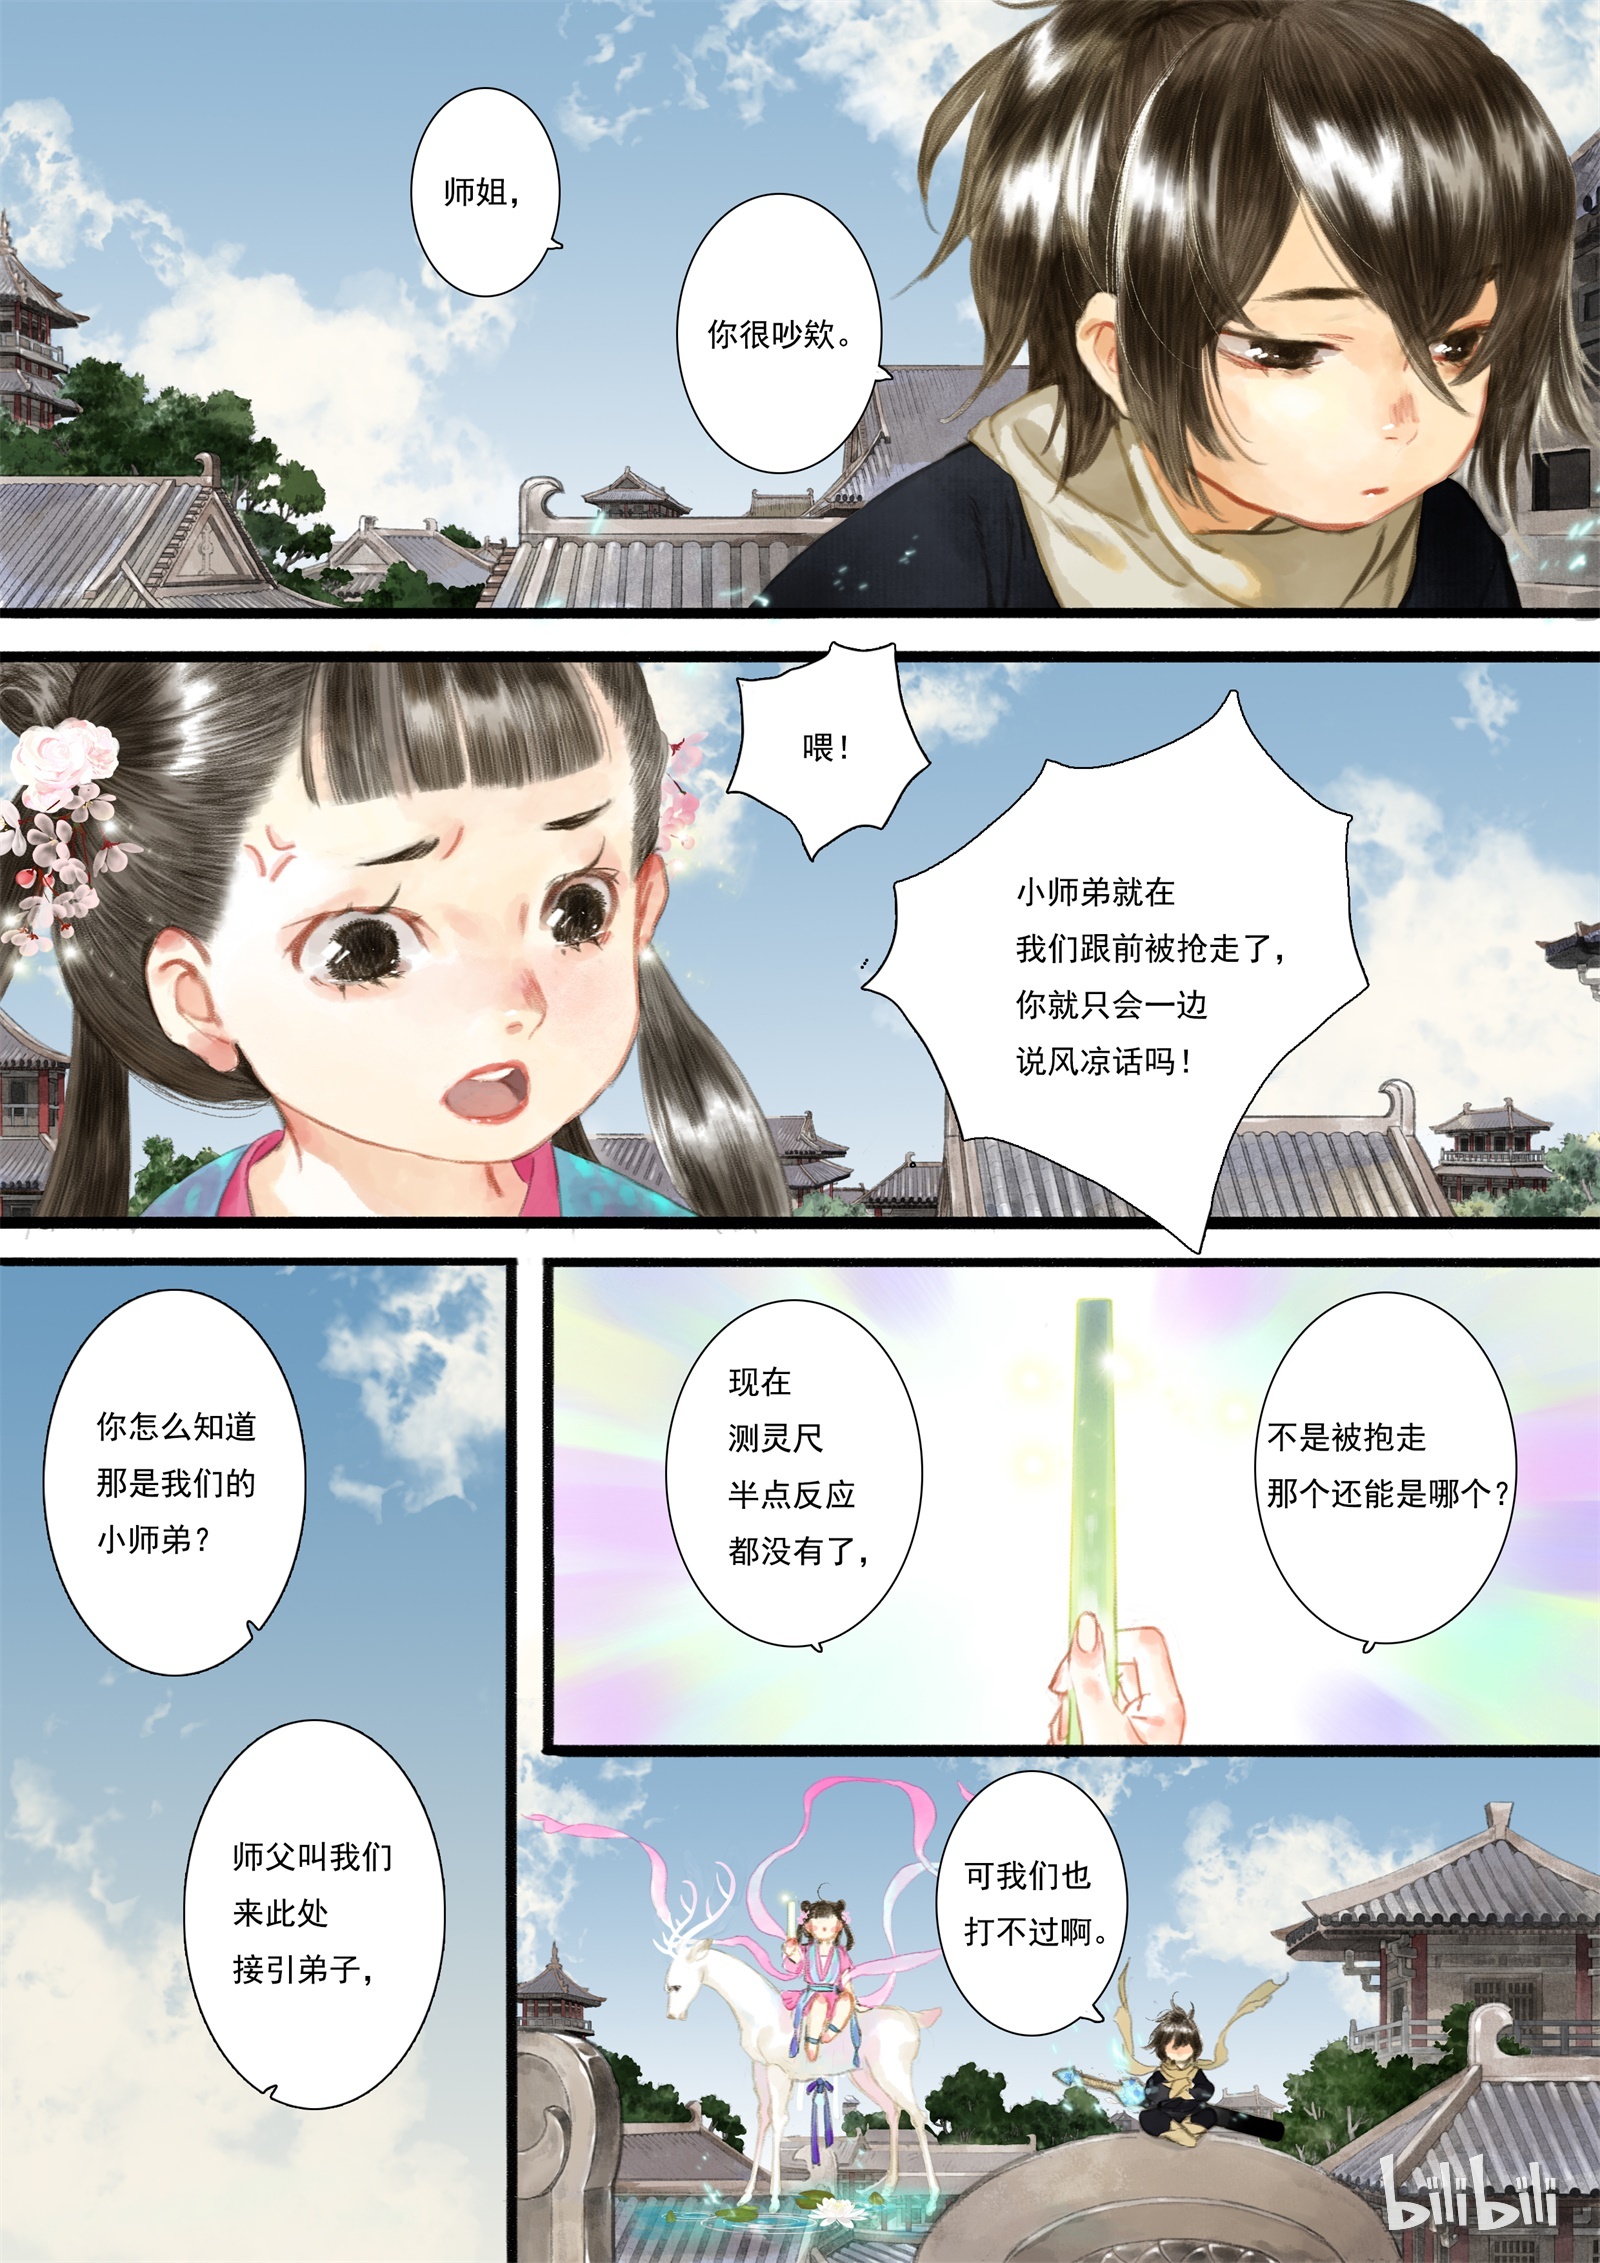 师姐，
你很吵欸。
喂！
小师弟就在
我们跟前被抢走了，
你就只会一边
说风凉话吗！
你怎么知道
那是我们的
小师弟？
师父叫我们
来此处
接引弟子，
现在
测灵尺
半点反应
都没有了，
不是被抱走
那个还能是哪个？
可我们也
打不过啊。
bilibili